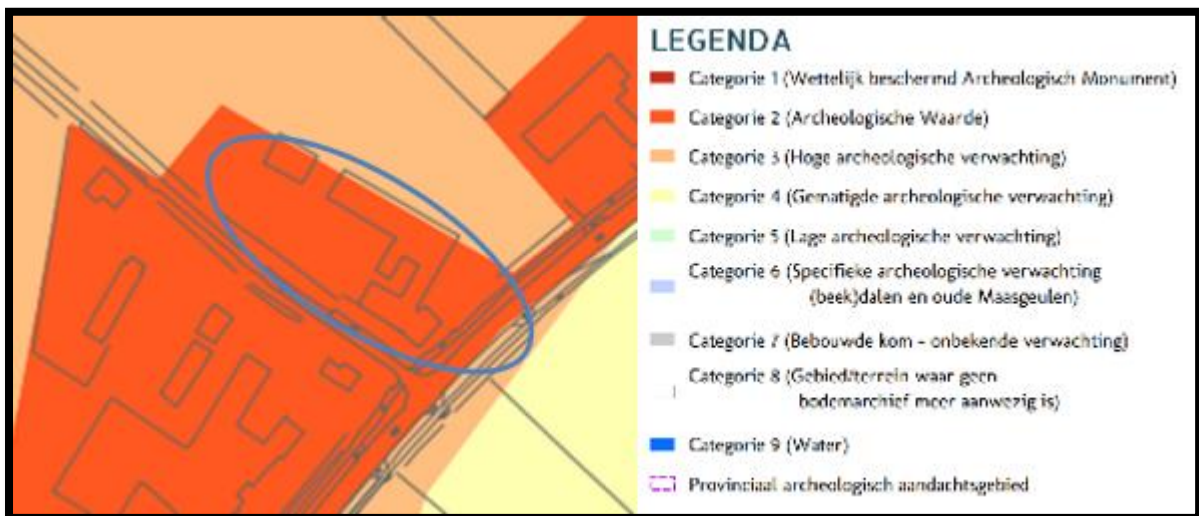 LEGENDA
Categorie 1 (Wettelijk beschermd Archeologisch Monument)
Categorie 2 (Archeologische Waarde)
Categorie 3 (Hoge archeologische verwachting)
Categorie 4 (Gematigde archeologische verwachting)
Categorie 5 (Lage archeologische verwachting)
Categorie 6 (Specifieke archeologische verwachting
(beek)dalen en oude Maasgeulen)
Categorie 7 (Bebouwde kom - onbekende verwachting)
Categorie 8 (Gebied/terrein waar geen
bodemarchief meer aanwezig is)
Categorie 9 (Water)
Provinciaal archeologisch aandachtsgebied